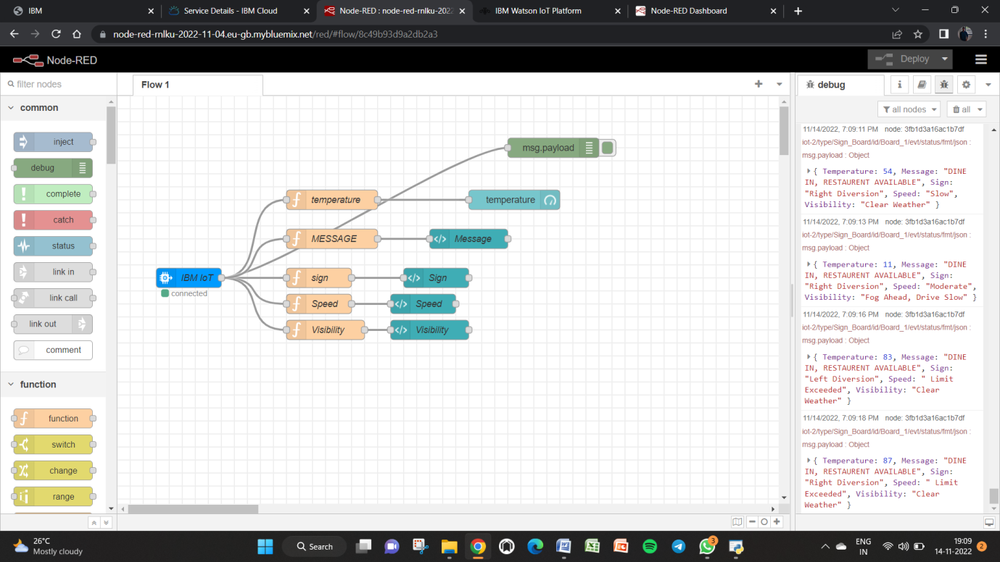 IBM
Service Details - IBM Cloud
Node-RED : node-red-rnlku-2022
IBM Watson IoT Platform
Node-RED Dashboard
node-red-rnlku-2022-11-04.eu-gb.mybluemix.net/red/#flow/8c49b93d9a2db2a3
Node-RED
Deploy
filter nodes
common
inject
debug
complete
catch
status
link in
link call
link out
comment
function
function
switch
change
range
Flow 1
msg.payload
temperature
temperature
MESSAGE
Message
IBM IoT
connected
sign
Sign
Speed
Speed
Visibility
Visibility
debug
all nodes
all
11/14/2022, 7:09:11 PM node: 3fb1d3a16ac1b7df
iot-2/type/Sign_Board/id/Board_1/evt/status/fmt/json :
msg.payload : Object
{ Temperature: 54, Message: "DINE
IN, RESTAURENT AVAILABLE", Sign:
"Right Diversion", Speed: "Slow",
Visibility: "Clear Weather" }
11/14/2022, 7:09:13 PM node: 3fb1d3a16ac1b7df
iot-2/type/Sign_Board/id/Board_1/evt/status/fmt/json :
msg.payload : Object
{ Temperature: 11, Message: "DINE
IN, RESTAURENT AVAILABLE", Sign:
"Right Diversion", Speed: "Moderate",
Visibility: "Fog Ahead, Drive Slow" }
11/14/2022, 7:09:16 PM node: 3fb1d3a16ac1b7df
iot-2/type/Sign_Board/id/Board_1/evt/status/fmt/json :
msg.payload : Object
{ Temperature: 83, Message: "DINE
IN, RESTAURENT AVAILABLE", Sign:
"Left Diversion", Speed: " Limit
Exceeded", Visibility: "Clear
Weather" }
11/14/2022, 7:09:18 PM node: 3fb1d3a16ac1b7df
iot-2/type/Sign_Board/id/Board_1/evt/status/fmt/json :
msg.payload : Object
{ Temperature: 87, Message: "DINE
IN, RESTAURENT AVAILABLE", Sign:
"Right Diversion", Speed: " Limit
Exceeded", Visibility: "Clear
Weather" }
26°C
Mostly cloudy
Search
3
ENG
IN
19:09
14-11-2022
2